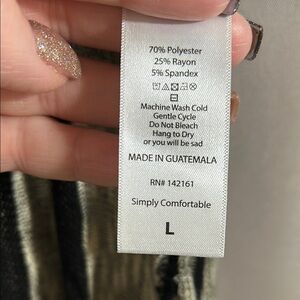 70% Polyester
25% Rayon
5% Spandex
Machine Wash Cold
Gentle Cycle
Do Not Bleach
Hang to Dry
or you will be sad
MADE IN GUATEMALA
RN# 142161
Simply Comfortable
L